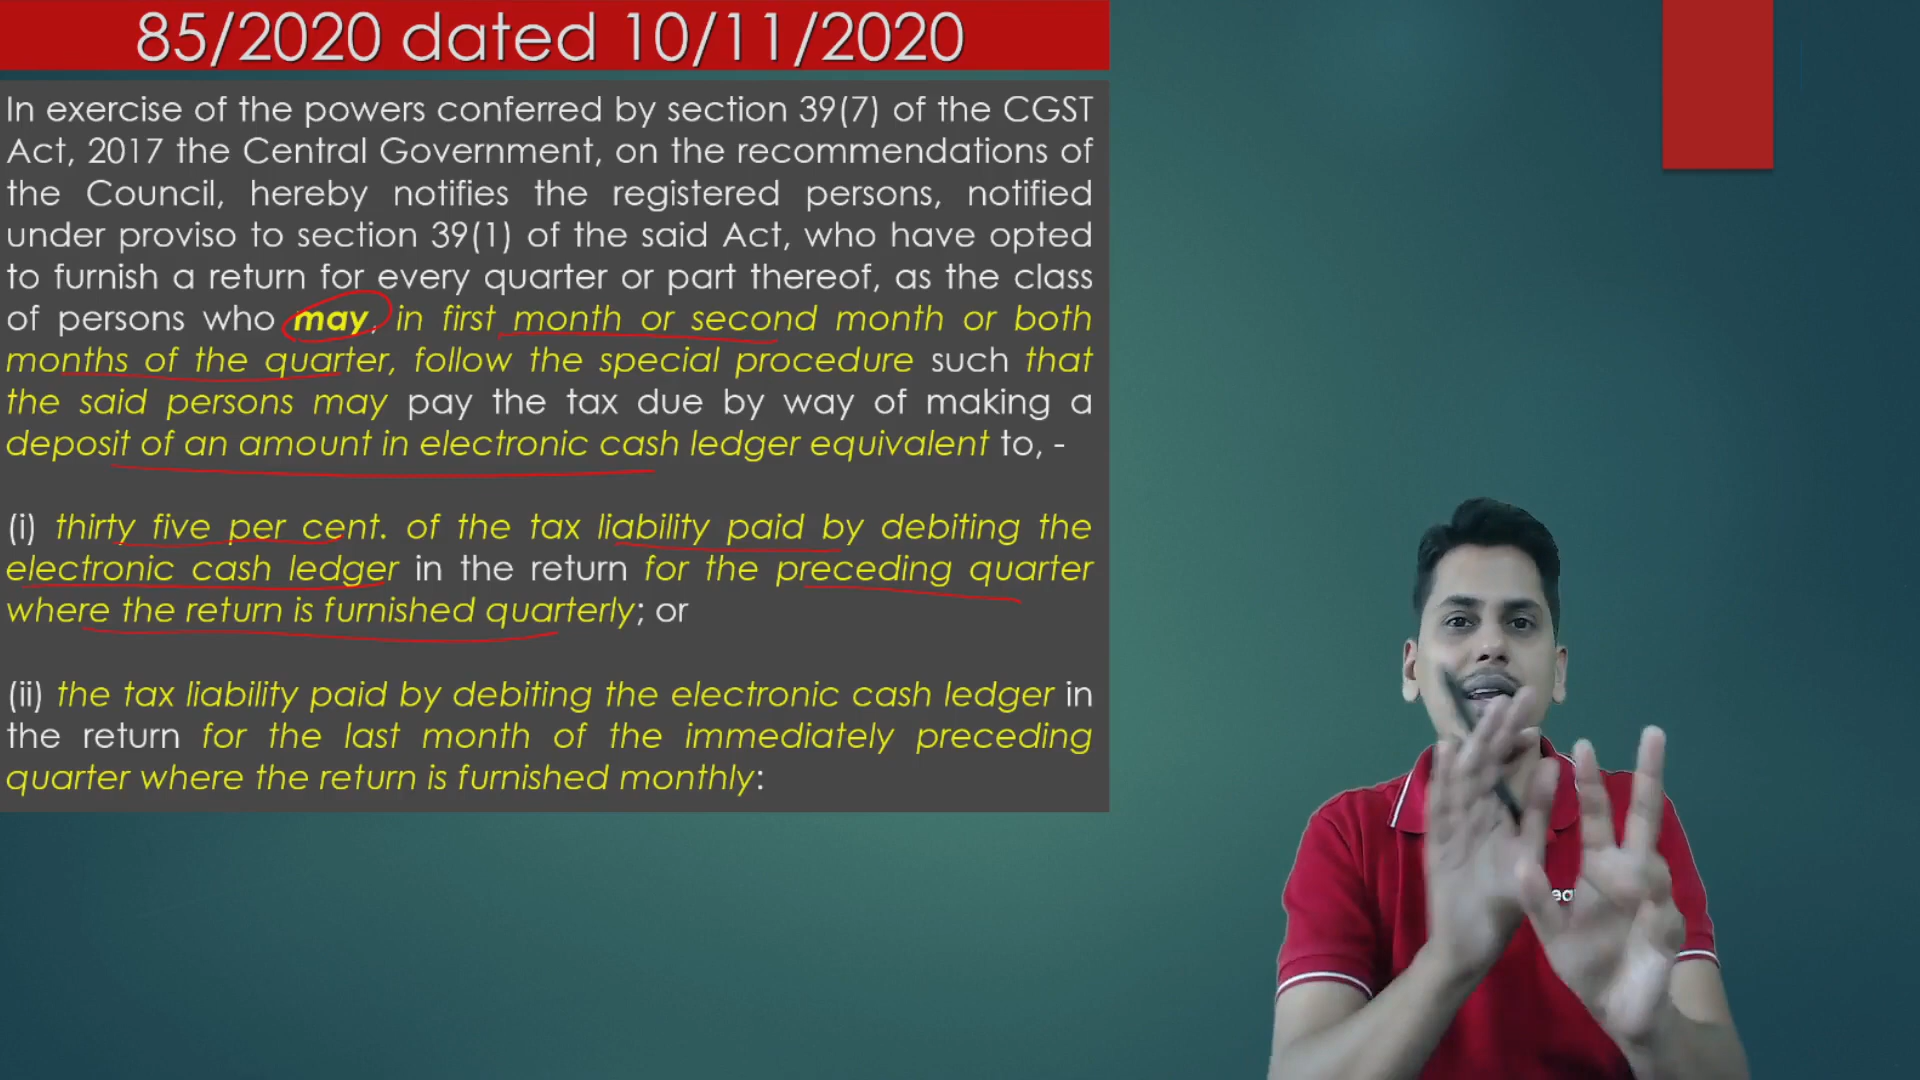 85/2020 dated 10/11/2020
In exercise of the powers conferred by section 39(7) of the CGST
Act, 2017 the Central Government, on the recommendations of
the Council, hereby notifies the registered persons, notified
under proviso to section 39(1) of the said Act, who have opted
to furnish a return for every quarter or part thereof, as the class
of persons who may, in first month or second month or both
months of the quarter, follow the special procedure such that
the said persons may pay the tax due by way of making a
deposit of an amount in electronic cash ledger equivalent to, -
(i) thirty five per cent. of the tax liability paid by debiting the
electronic cash ledger in the return for the preceding quarter
where the return is furnished quarterly; or
(ii) the tax liability paid by debiting the electronic cash ledger in
the return for the last month of the immediately preceding
quarter where the return is furnished monthly: